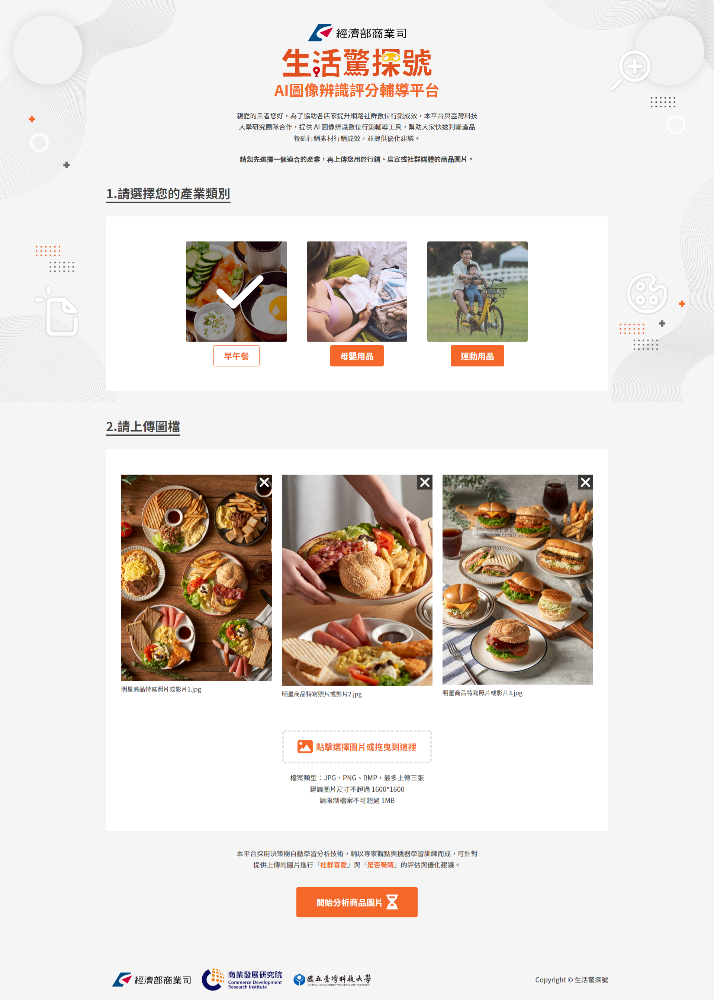 經濟部商業司
生活驚探號
AI圖像辨識評分輔導平台
親愛的業者您好，為了協助各店家提升網路社群數位行銷成效，本平台與臺灣科技
大學研究團隊合作，提供 AI 圖像辨識數位行銷輔導工具，幫助大家快速判斷產品
餐點行銷素材行銷成效，並提供優化建議。
請您先選擇一個適合的產業，再上傳您用於行銷、廣宣或社群媒體的商品圖片。
1.請選擇您的產業類別
早午餐
母嬰用品
運動用品
2.請上傳圖檔
NEWS
明星商品特寫照片或影片1.jpg
明星商品特寫照片或影片2.jpg
明星商品特寫照片或影片3.jpg
點擊選擇圖片或拖曳到這裡
檔案類型：JPG、PNG、BMP，最多上傳三張
建議圖片尺寸不超過 1600*1600
請限制檔案不可超過 1MB
本平台採用決策樹自動學習分析技術，輔以專家觀點與機器學習訓練而成，可針對
提供上傳的圖片進行「社群喜愛」與「是否吸睛」的評估與優化建議。
開始分析商品圖片
經濟部商業司
商業發展研究院
Commerce Development
Research Institute
國立臺灣科技大學
NATIONAL TAIWAN UNIVERSITY OF SCIENCE AND TECHNOLOGY
Copyright © 生活驚探號